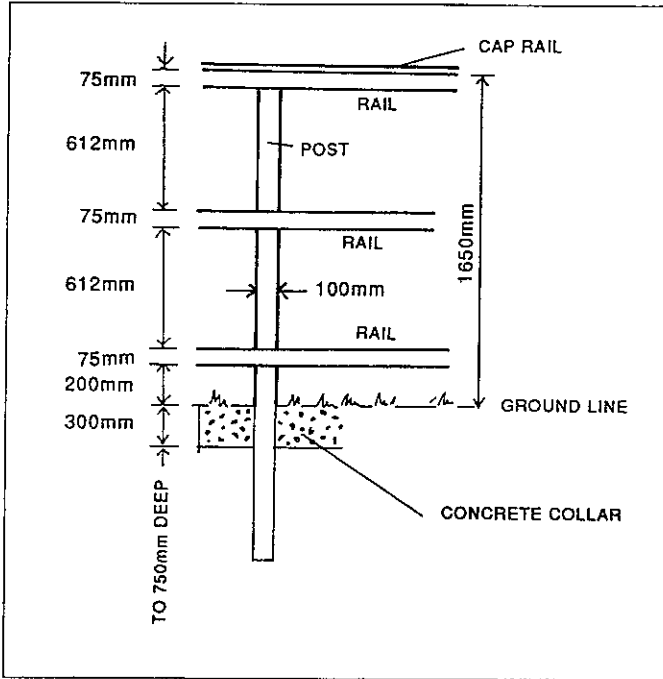 CAP RAIL
75mm
RAIL
612mm
POST
75mm
RAIL
1650mm
612mm
100mm
RAIL
75mm
200mm
GROUND LINE
300mm
TO 750mm DEEP
CONCRETE COLLAR